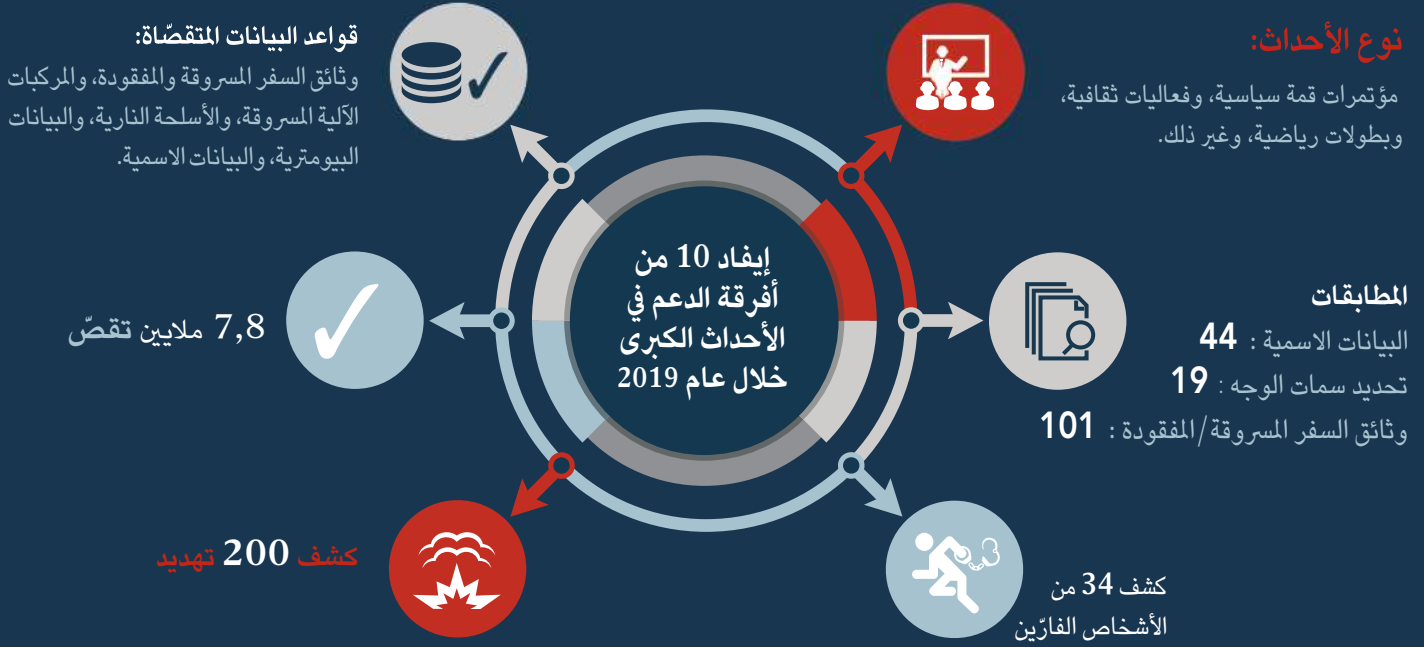 نوع الأحداث:
مؤتمرات قمة سياسية، وفعاليات ثقافية،
وبطولات رياضية، وغير ذلك.
المطابقات
البيانات الاسمية : 44
تحديد سمات الوجه : 19
وثائق السفر المسروقة/المفقودة : 101
كشف 34 من
الأشخاص الفارّين
إيفاد 10 من
أفرقة الدعم في
الأحداث الكبرى
خلال عام 2019
قواعد البيانات المتقصّاة:
وثائق السفر المسروقة والمفقودة، والمركبات
الآلية المسروقة، والأسلحة النارية، والبيانات
البيومترية، والبيانات الاسمية.
7,8 ملايين تقصّ
كشف 200 تهديد